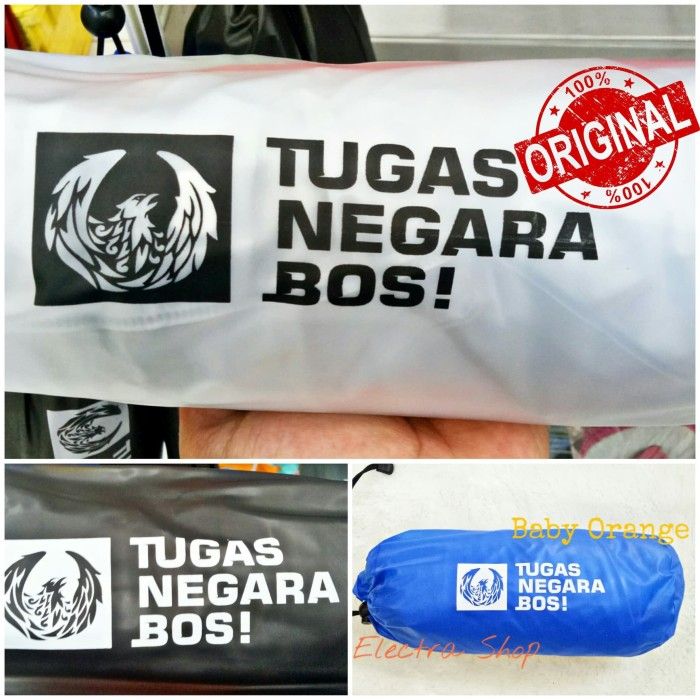 100%
ORIGINAL
100%
TUGAS
NEGARA
BOS!
TUGAS
NEGARA
BOS!
Baby Orange
TUGAS
NEGARA
BOS!
Electra Shop